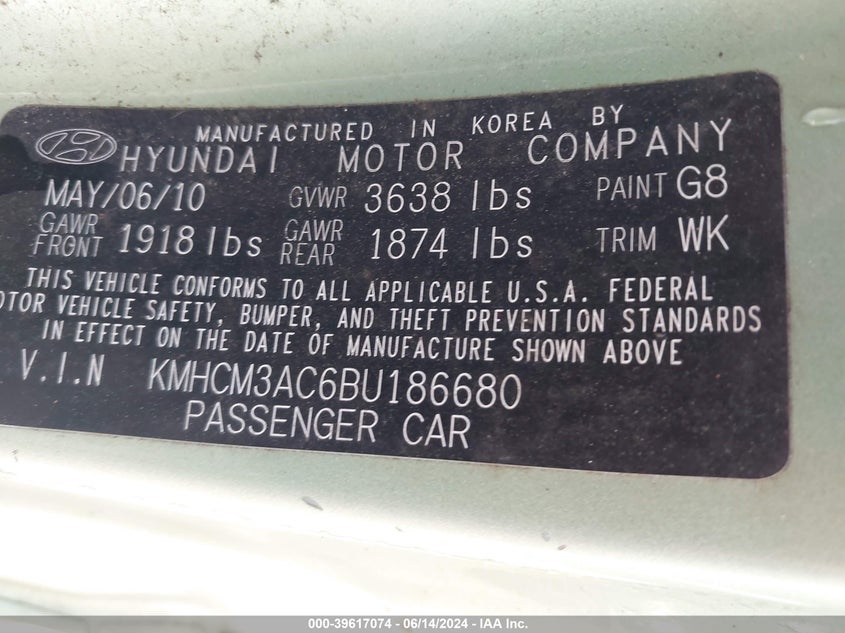 MANUFACTURED IN KOREA BY
HYUNDAI MOTOR COMPANY
MAY/06/10 GVWR 3638 lbs PAINT G8
GAWR FRONT 1918 lbs GAWR REAR 1874 lbs TRIM WK
THIS VEHICLE CONFORMS TO ALL APPLICABLE U.S.A. FEDERAL
OTOR VEHICLE SAFETY, BUMPER, AND THEFT PREVENTION STANDARDS
IN EFFECT ON THE DATE OF MANUFACTURE SHOWN ABOVE
V.I.N KMHCM3AC6BU186680
PASSENGER CAR
000-39617074 / 06/14/2024 - IAA Inc.